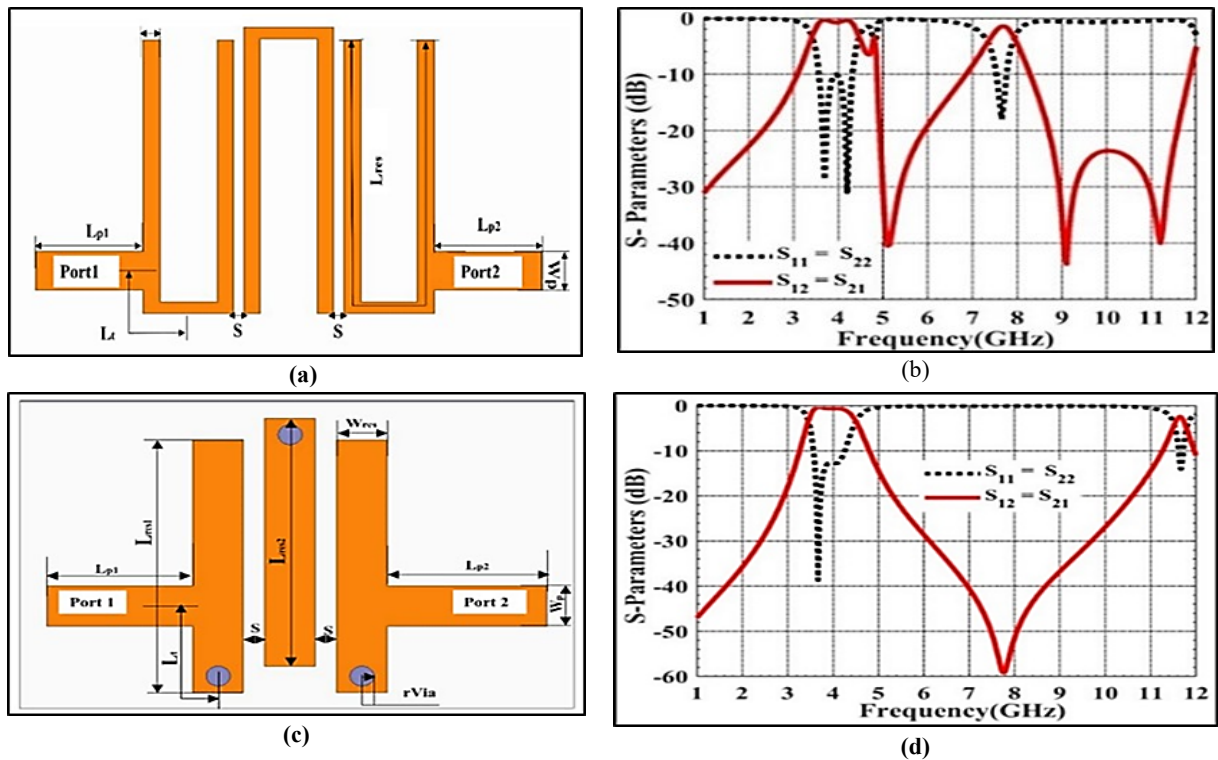 Lres
Lp1
Lp2
Port1
Port2
Wp
Lt
S
S
(a)
S- Parameters (dB)
0
-10
-20
-30
-40
-50
S11 = S22
S12 = S21
1 2 3 4 5 6 7 8 9 10 11 12
Frequency(GHz)
(b)
Wres
Lres1
Lres2
Lp1
Lp2
Port 1
Port 2
Wp
S
S
Lt
rVia
(c)
S-Parameters (dB)
0
-10
-20
-30
-40
-50
-60
S11 = S22
S12 = S21
1 2 3 4 5 6 7 8 9 10 11 12
Frequency(GHz)
(d)